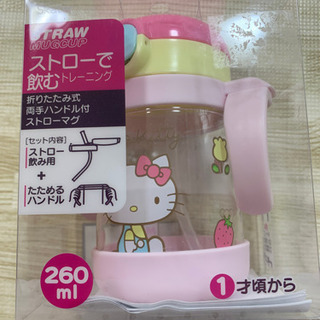 STRAW
MUGCUP
ストローで
飲むトレーニング
折りたたみ式
両手ハンドル付
ストローマグ
[セット内容]
ストロー
飲み用
+
たためる
ハンドル
260
ml
1才頃から